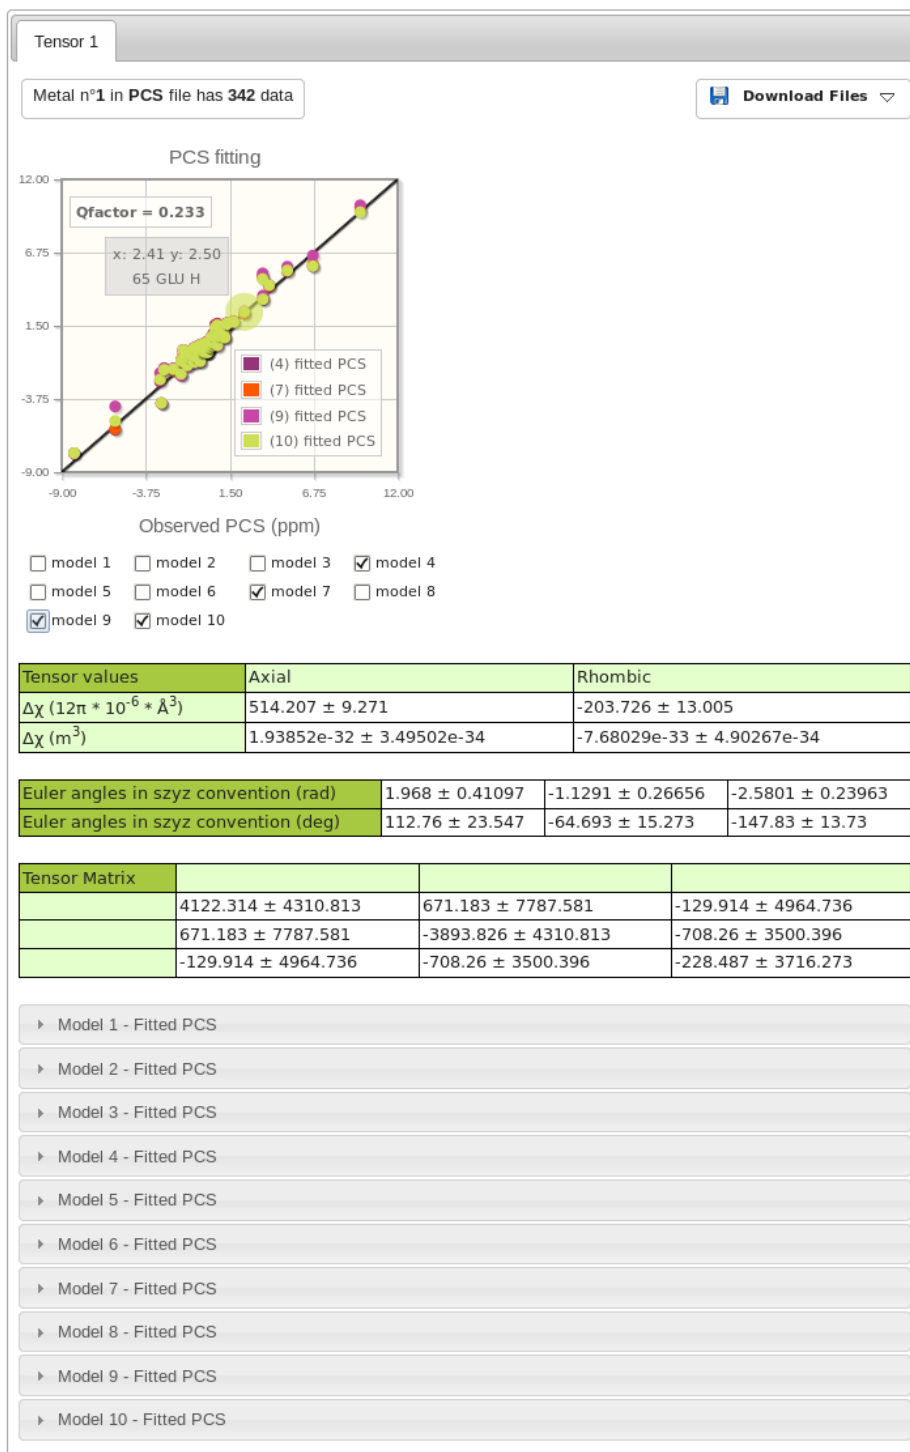 Tensor 1
Metal n°1 in PCS file has 342 data
Download Files
PCS fitting
12.00
6.75
1.50
-3.75
-9.00
Qfactor = 0.233
x: 2.41 y: 2.50
65 GLU H
(4) fitted PCS
(7) fitted PCS
(9) fitted PCS
(10) fitted PCS
-9.00 -3.75 1.50 6.75 12.00
Observed PCS (ppm)
model 1 model 2 model 3 model 4
model 5 model 6 model 7 model 8
model 9 model 10
Tensor values Axial Rhombic
Δχ (12π * 10⁻⁶ * Å³) 514.207 ± 9.271 -203.726 ± 13.005
Δχ (m³) 1.93852e-32 ± 3.49502e-34 -7.68029e-33 ± 4.90267e-34
Euler angles in szyz convention (rad) 1.968 ± 0.41097 -1.1291 ± 0.26656 -2.5801 ± 0.23963
Euler angles in szyz convention (deg) 112.76 ± 23.547 -64.693 ± 15.273 -147.83 ± 13.73
Tensor Matrix
4122.314 ± 4310.813 671.183 ± 7787.581 -129.914 ± 4964.736
671.183 ± 7787.581 -3893.826 ± 4310.813 -708.26 ± 3500.396
-129.914 ± 4964.736 -708.26 ± 3500.396 -228.487 ± 3716.273
Model 1 - Fitted PCS
Model 2 - Fitted PCS
Model 3 - Fitted PCS
Model 4 - Fitted PCS
Model 5 - Fitted PCS
Model 6 - Fitted PCS
Model 7 - Fitted PCS
Model 8 - Fitted PCS
Model 9 - Fitted PCS
Model 10 - Fitted PCS